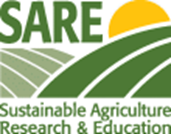 SARE
Sustainable Agriculture
Research & Education